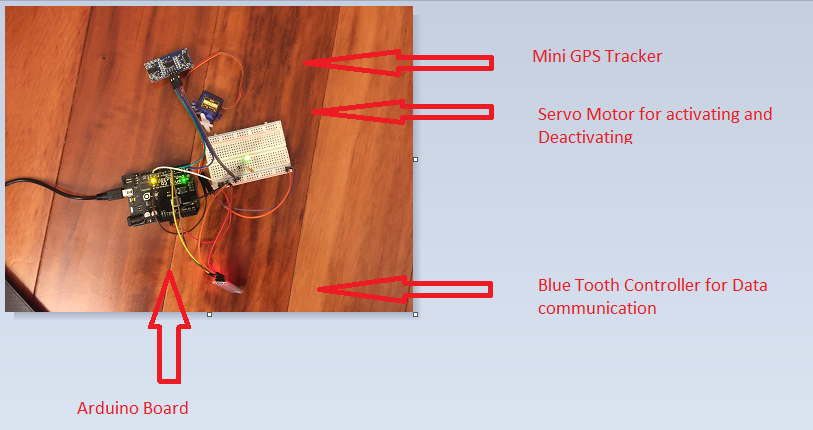 Mini GPS Tracker
Servo Motor for activating and
Deactivating
Blue Tooth Controller for Data
communication
Arduino Board